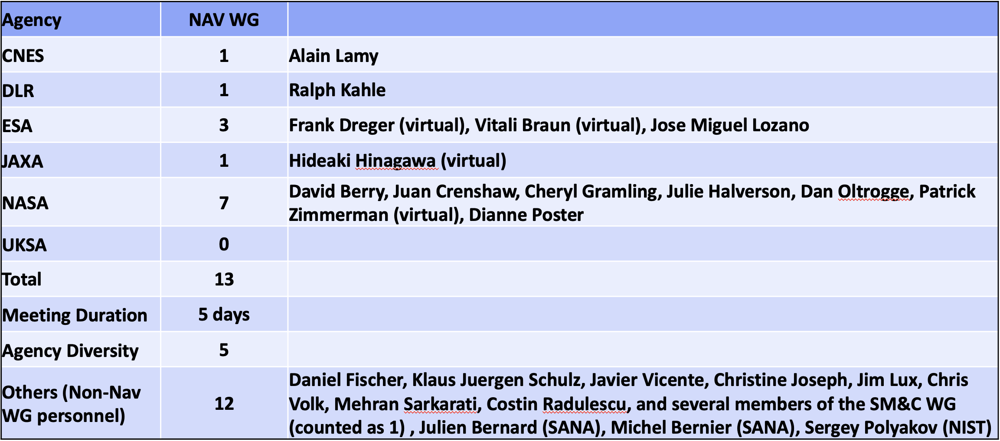 Agency NAV WG
CNES 1 Alain Lamy
DLR 1 Ralph Kahle
ESA 3 Frank Dreger (virtual), Vitali Braun (virtual), Jose Miguel Lozano
JAXA 1 Hideaki Hinagawa (virtual)
NASA 7 David Berry, Juan Crenshaw, Cheryl Gramling, Julie Halverson, Dan Oltrogge, Patrick
Zimmerman (virtual), Dianne Poster
UKSA 0
Total 13
Meeting Duration 5 days
Agency Diversity 5
Others (Non-Nav
WG personnel) 12 Daniel Fischer, Klaus Juergen Schulz, Javier Vicente, Christine Joseph, Jim Lux, Chris
Volk, Mehran Sarkarati, Costin Radulescu, and several members of the SM&C WG
(counted as 1) , Julien Bernard (SANA), Michel Bernier (SANA), Sergey Polyakov (NIST)